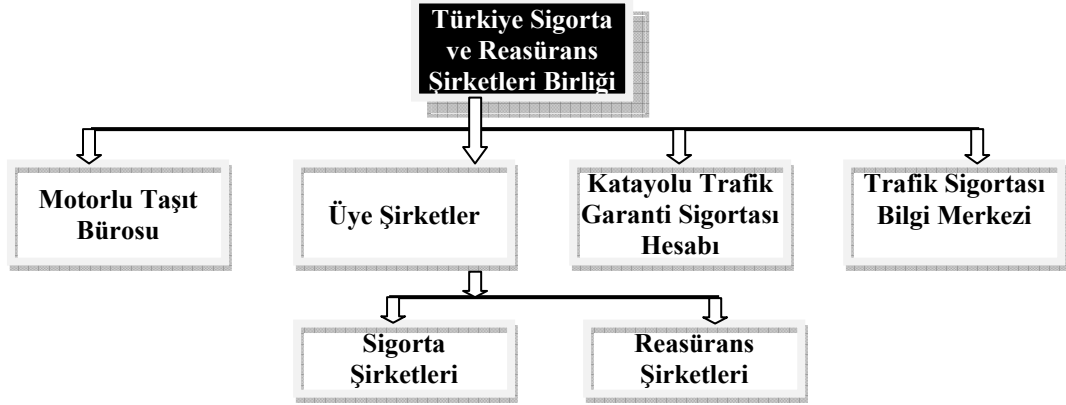 Türkiye Sigorta
ve Reasürans
Şirketleri Birliği
Motorlu Taşıt
Bürosu
Üye Şirketler
Katayolu Trafik
Garanti Sigortası
Hesabı
Trafik Sigortası
Bilgi Merkezi
Sigorta
Şirketleri
Reasürans
Şirketleri